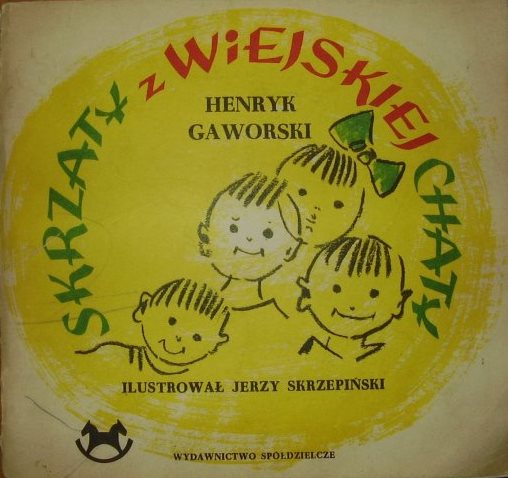 SKRZATY z WiEJSKiEJ CHATY
HENRYK
GAWORSKI
ILUSTROWAŁ JERZY SKRZEPIŃSKI
WYDAWNICTWO SPÓŁDZIELCZE